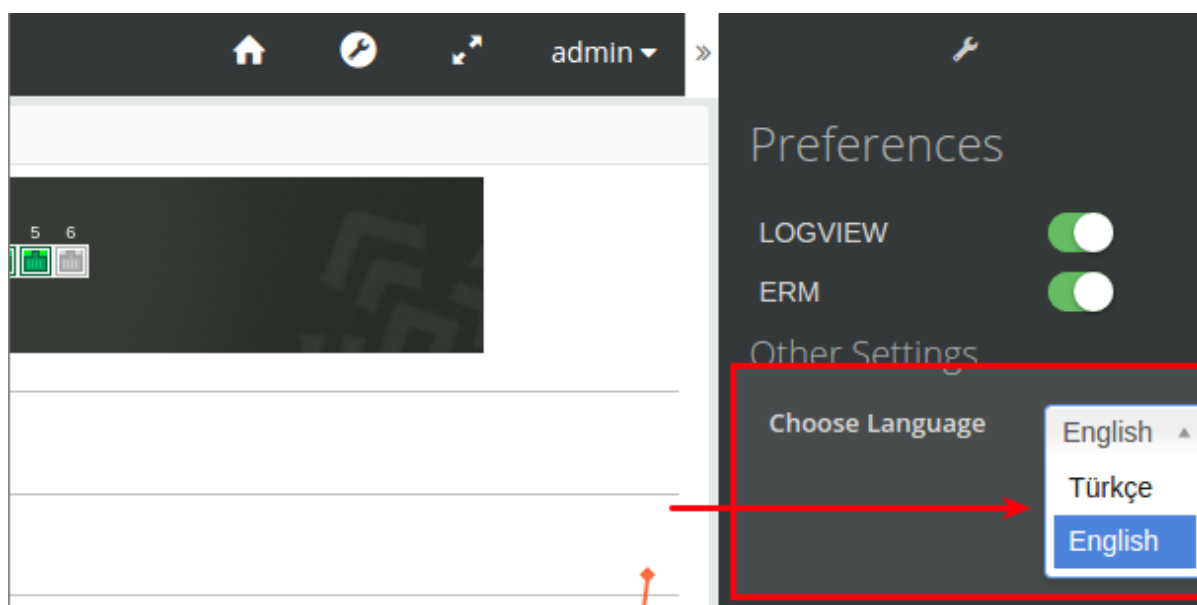 admin
Preferences
5 6
LOGVIEW
ERM
Other Settings
Choose Language
English
Türkçe
English